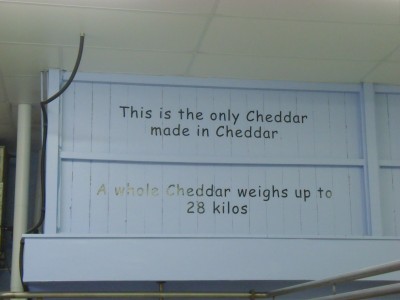 This is the only Cheddar
made in Cheddar
A whole Cheddar weighs up to
28 kilos